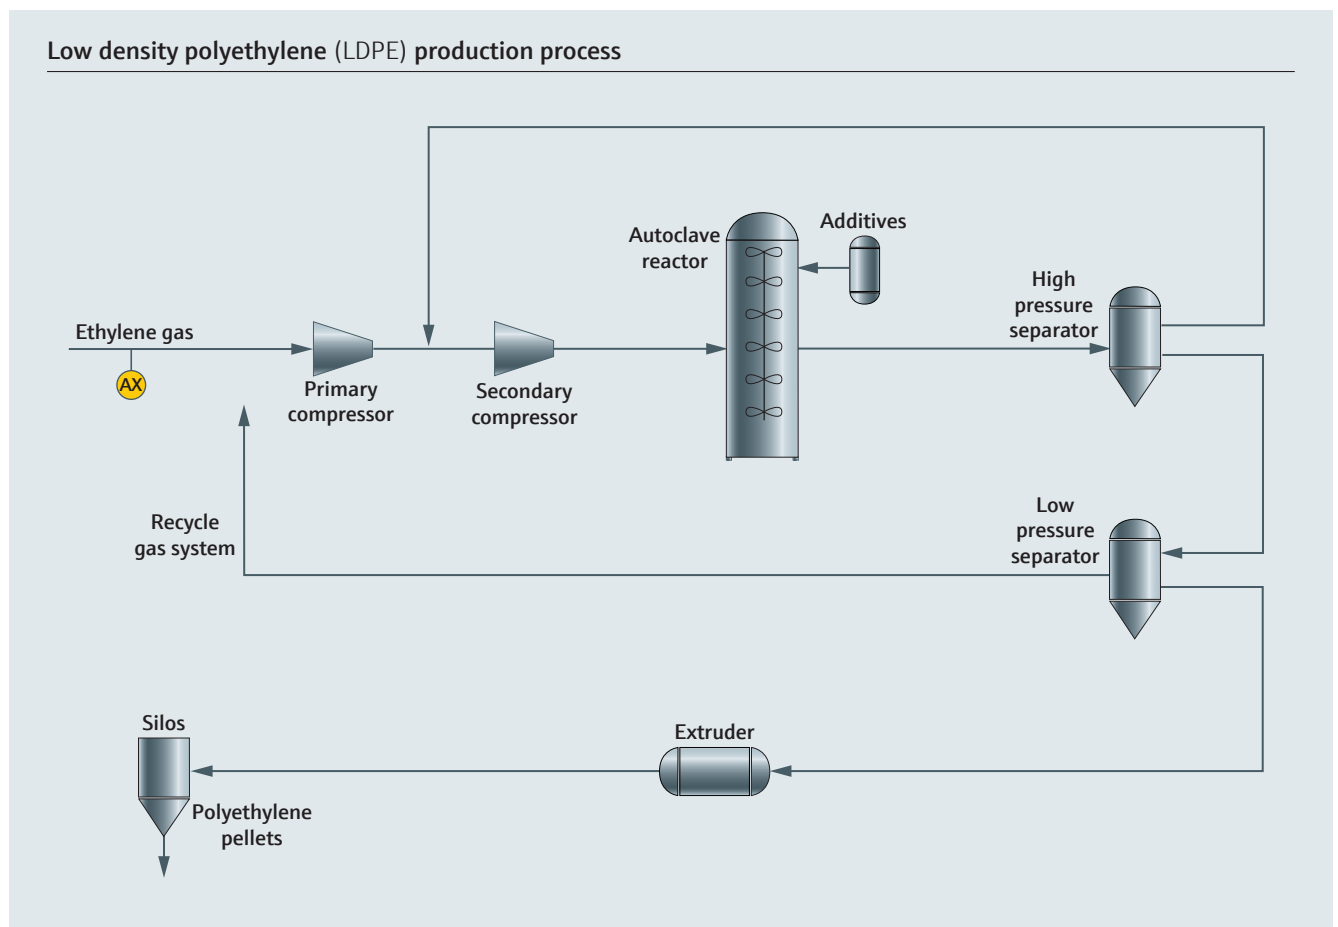 Low density polyethylene (LDPE) production process
Additives
Autoclave
reactor
High
pressure
separator
Ethylene gas
AX
Primary
compressor
Secondary
compressor
Low
pressure
separator
Recycle
gas system
Silos
Extruder
Polyethylene
pellets